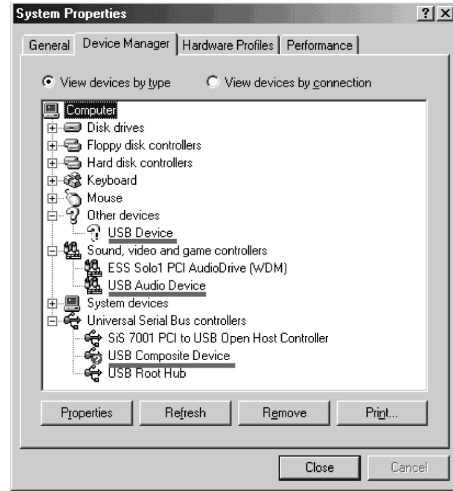 System Properties
General Device Manager Hardware Profiles Performance
View devices by type View devices by connection
Computer
Disk drives
Floppy disk controllers
Hard disk controllers
Keyboard
Mouse
Other devices
USB Device
Sound, video and game controllers
ESS Solo1 PCI AudioDrive (WDM)
USB Audio Device
System devices
Universal Serial Bus controllers
SiS 7001 PCI to USB Open Host Controller
USB Composite Device
USB Root Hub
Properties Refresh Remove Print...
Close Cancel